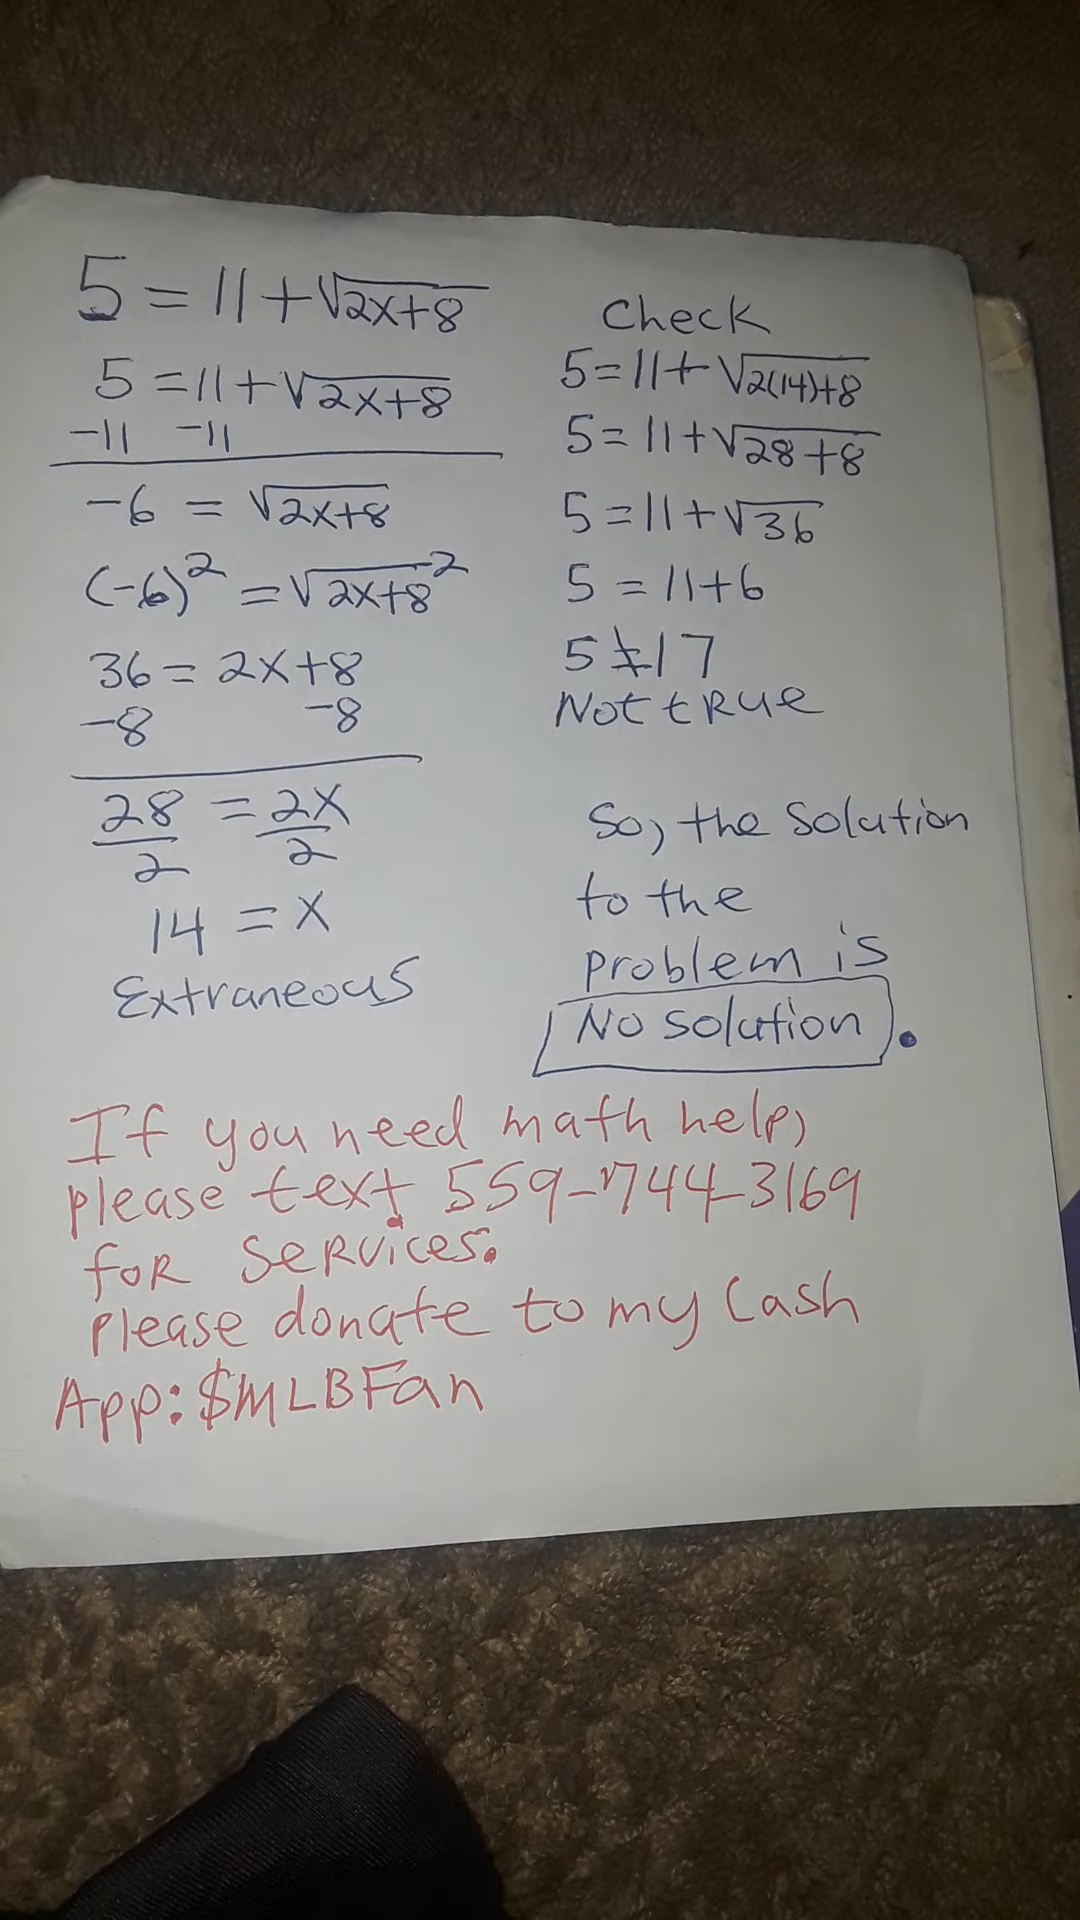 5 = 11 + √2x+8
5 = 11 + √2x+8
-11 -11
-6 = √2x+8
(-6)² = √2x+8²
36 = 2x+8
-8 -8
28 = 2x
2 2
14 = x
Extraneous
Check
5 = 11 + √2(14)+8
5 = 11 + √28+8
5 = 11 + √36
5 = 11+6
5 ≠ 17
Not true
So, the solution
to the
problem is
No solution.
If you need math help,
please text 559-744-3169
for services.
please donate to my Cash
App: $MLBFan